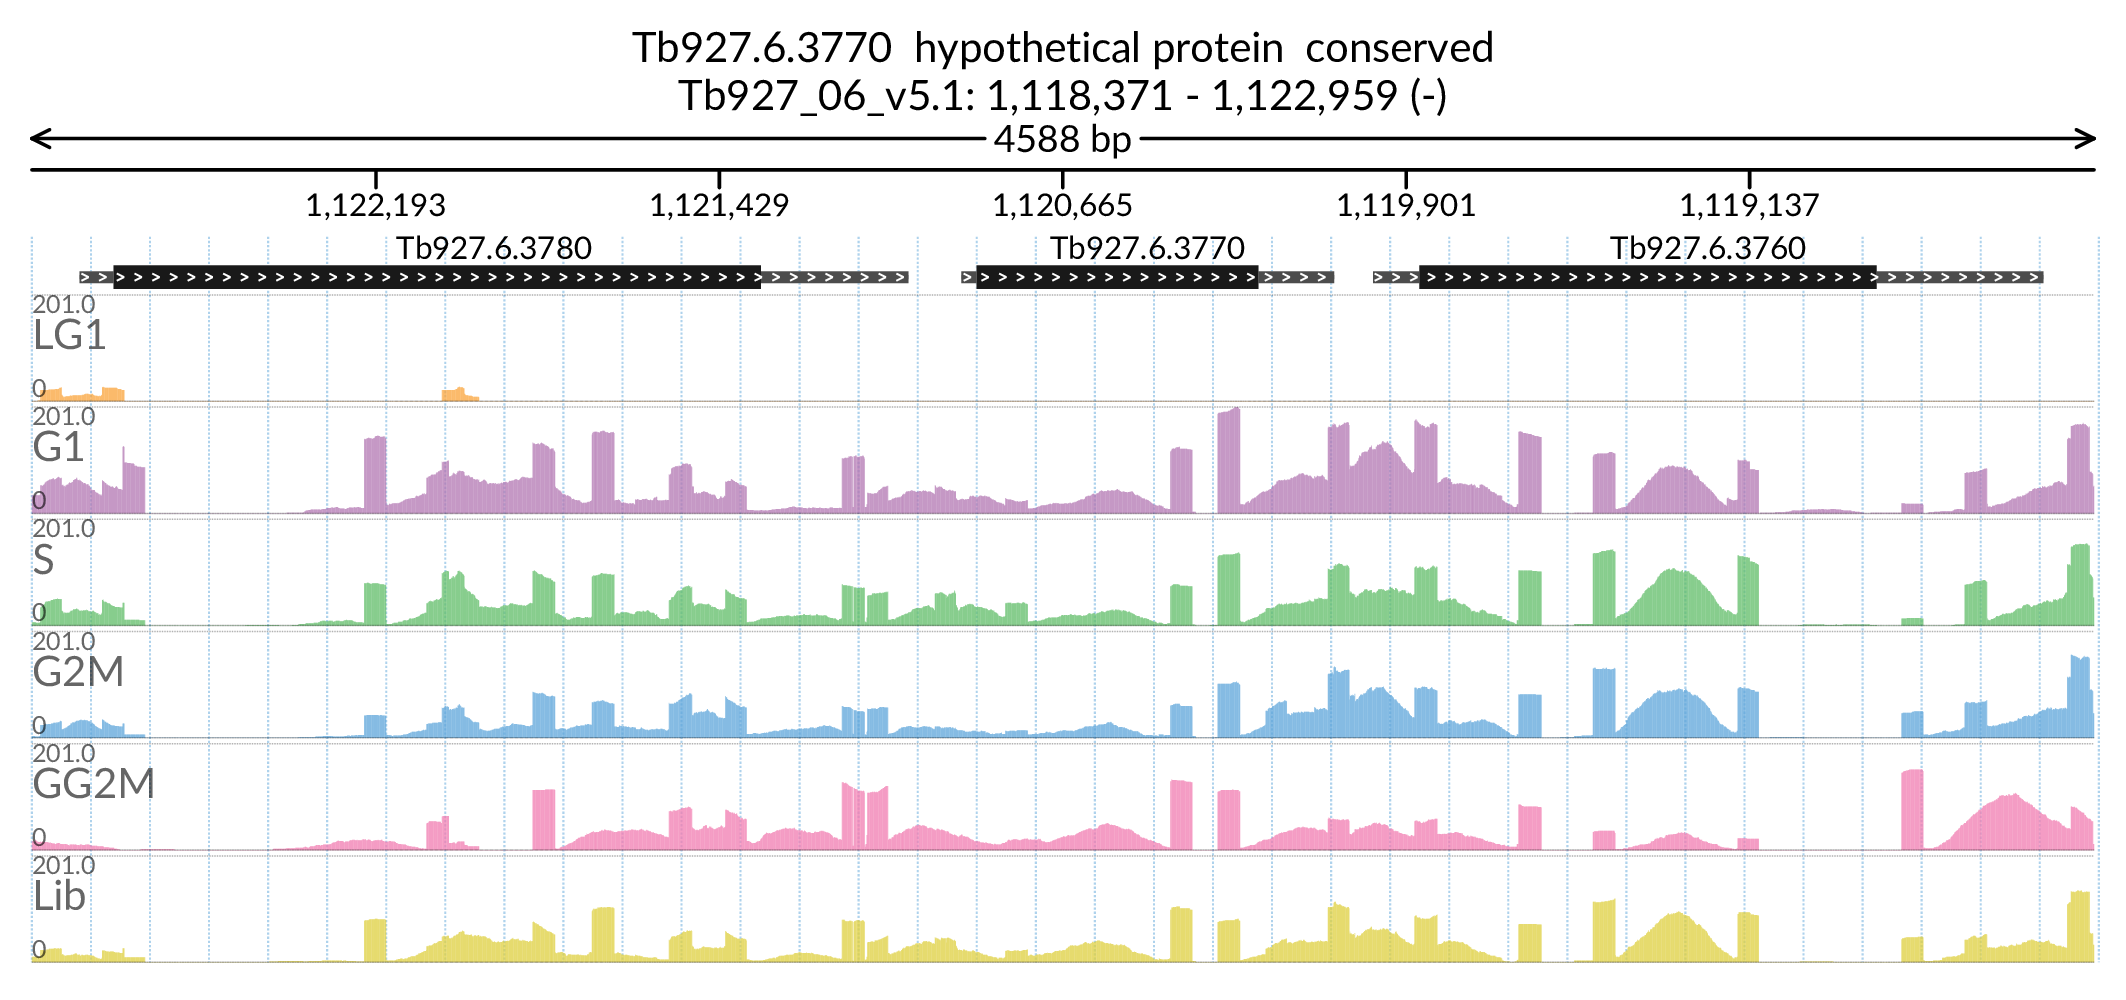 Tb927.6.3770  hypothetical protein  conserved
Tb927_06_v5.1: 1,118,371 - 1,122,959 (-)
4588 bp
1,122,193 1,121,429 1,120,665 1,119,901 1,119,137
Tb927.6.3780 Tb927.6.3770 Tb927.6.3760
201.0
LG1
0
201.0
G1
0
201.0
S
0
201.0
G2M
0
201.0
GG2M
0
201.0
Lib
0